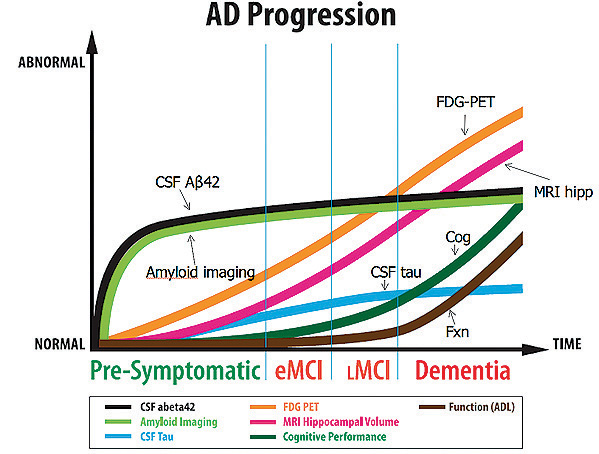 AD Progression
ABNORMAL
FDG-PET
CSF Aβ42
MRI hipp
Amyloid imaging
Cog
CSF tau
Fxn
NORMAL
TIME
Pre-Symptomatic eMCI LMCI Dementia
CSF abeta42 FDG PET Function (ADL)
Amyloid Imaging MRI Hippocampal Volume
CSF Tau Cognitive Performance